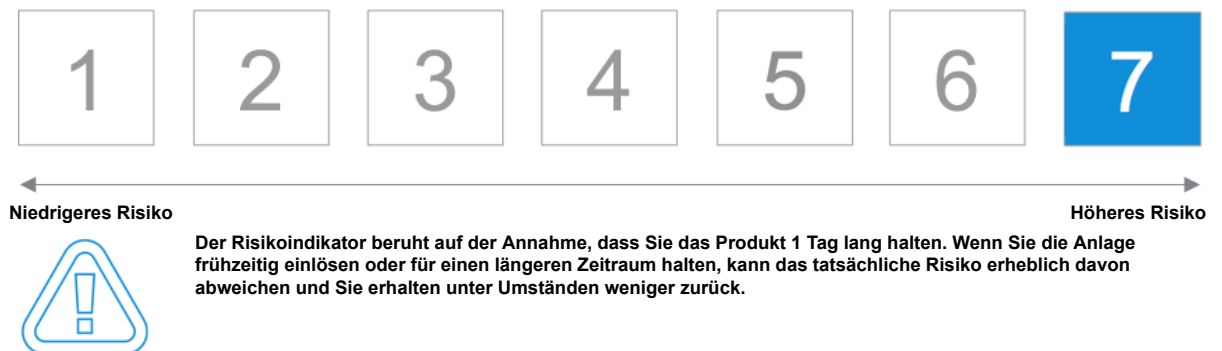 1 2 3 4 5 6 7
Niedrigeres Risiko Höheres Risiko
Der Risikoindikator beruht auf der Annahme, dass Sie das Produkt 1 Tag lang halten. Wenn Sie die Anlage
frühzeitig einlösen oder für einen längeren Zeitraum halten, kann das tatsächliche Risiko erheblich davon
abweichen und Sie erhalten unter Umständen weniger zurück.